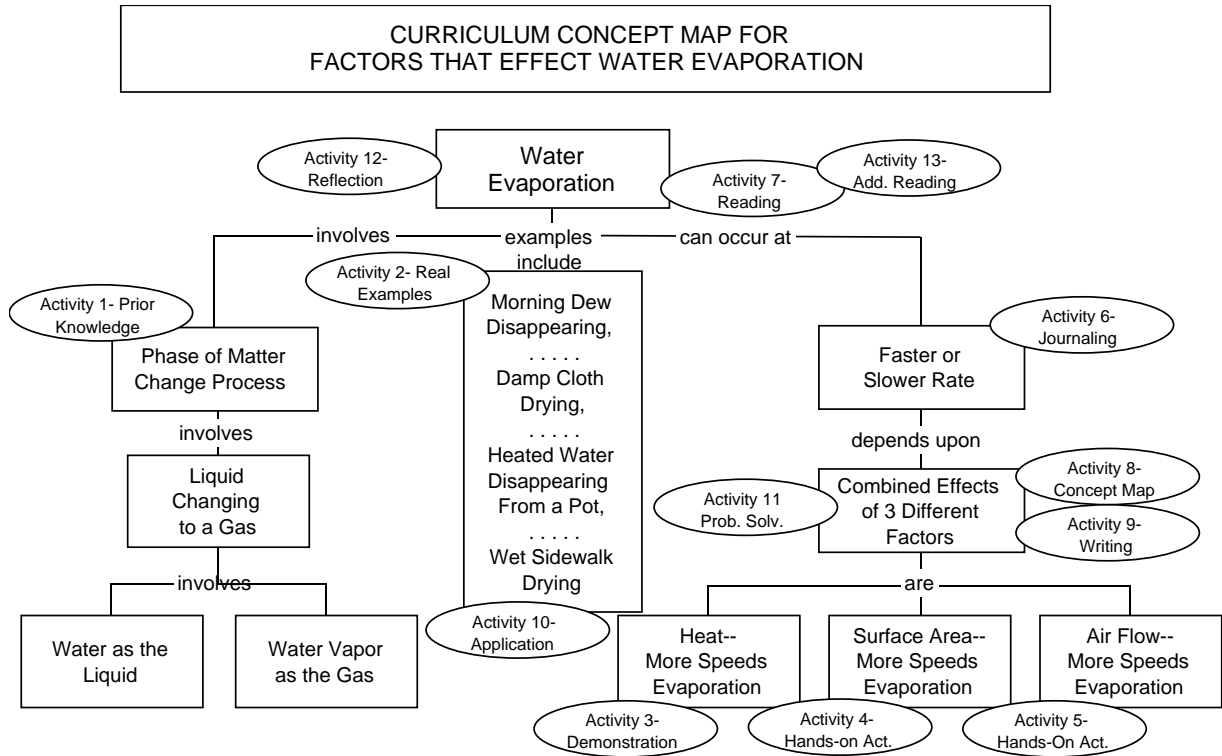 CURRICULUM CONCEPT MAP FOR
FACTORS THAT EFFECT WATER EVAPORATION
Activity 12-
Reflection
Water
Evaporation
Activity 7-
Reading
Activity 13-
Add. Reading
involves
examples
include
can occur at
Activity 1- Prior
Knowledge
Phase of Matter
Change Process
involves
Liquid
Changing
to a Gas
involves
Water as the
Liquid
Water Vapor
as the Gas
Activity 2- Real
Examples
Morning Dew
Disappearing,
. . . . .
Damp Cloth
Drying,
. . . . .
Heated Water
Disappearing
From a Pot,
. . . . .
Wet Sidewalk
Drying
Activity 10-
Application
Activity 6-
Journaling
Faster or
Slower Rate
depends upon
Activity 11
Prob. Solv.
Combined Effects
of 3 Different
Factors
Activity 8-
Concept Map
Activity 9-
Writing
are
Heat--
More Speeds
Evaporation
Activity 3-
Demonstration
Surface Area--
More Speeds
Evaporation
Activity 4-
Hands-on Act.
Air Flow--
More Speeds
Evaporation
Activity 5-
Hands-On Act.